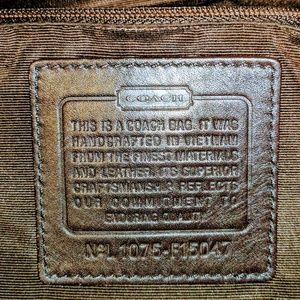 COACH
THIS IS A COACH BAG. IT WAS
HANDCRAFTED IN VIETNAM
FROM THE FINEST MATERIALS
AND LEATHER. ITS SUPERIOR
CRAFTSMANSHIP REFLECTS
OUR COMMITMENT TO
ENDURING QUALITY.
Nº L1075-F15047